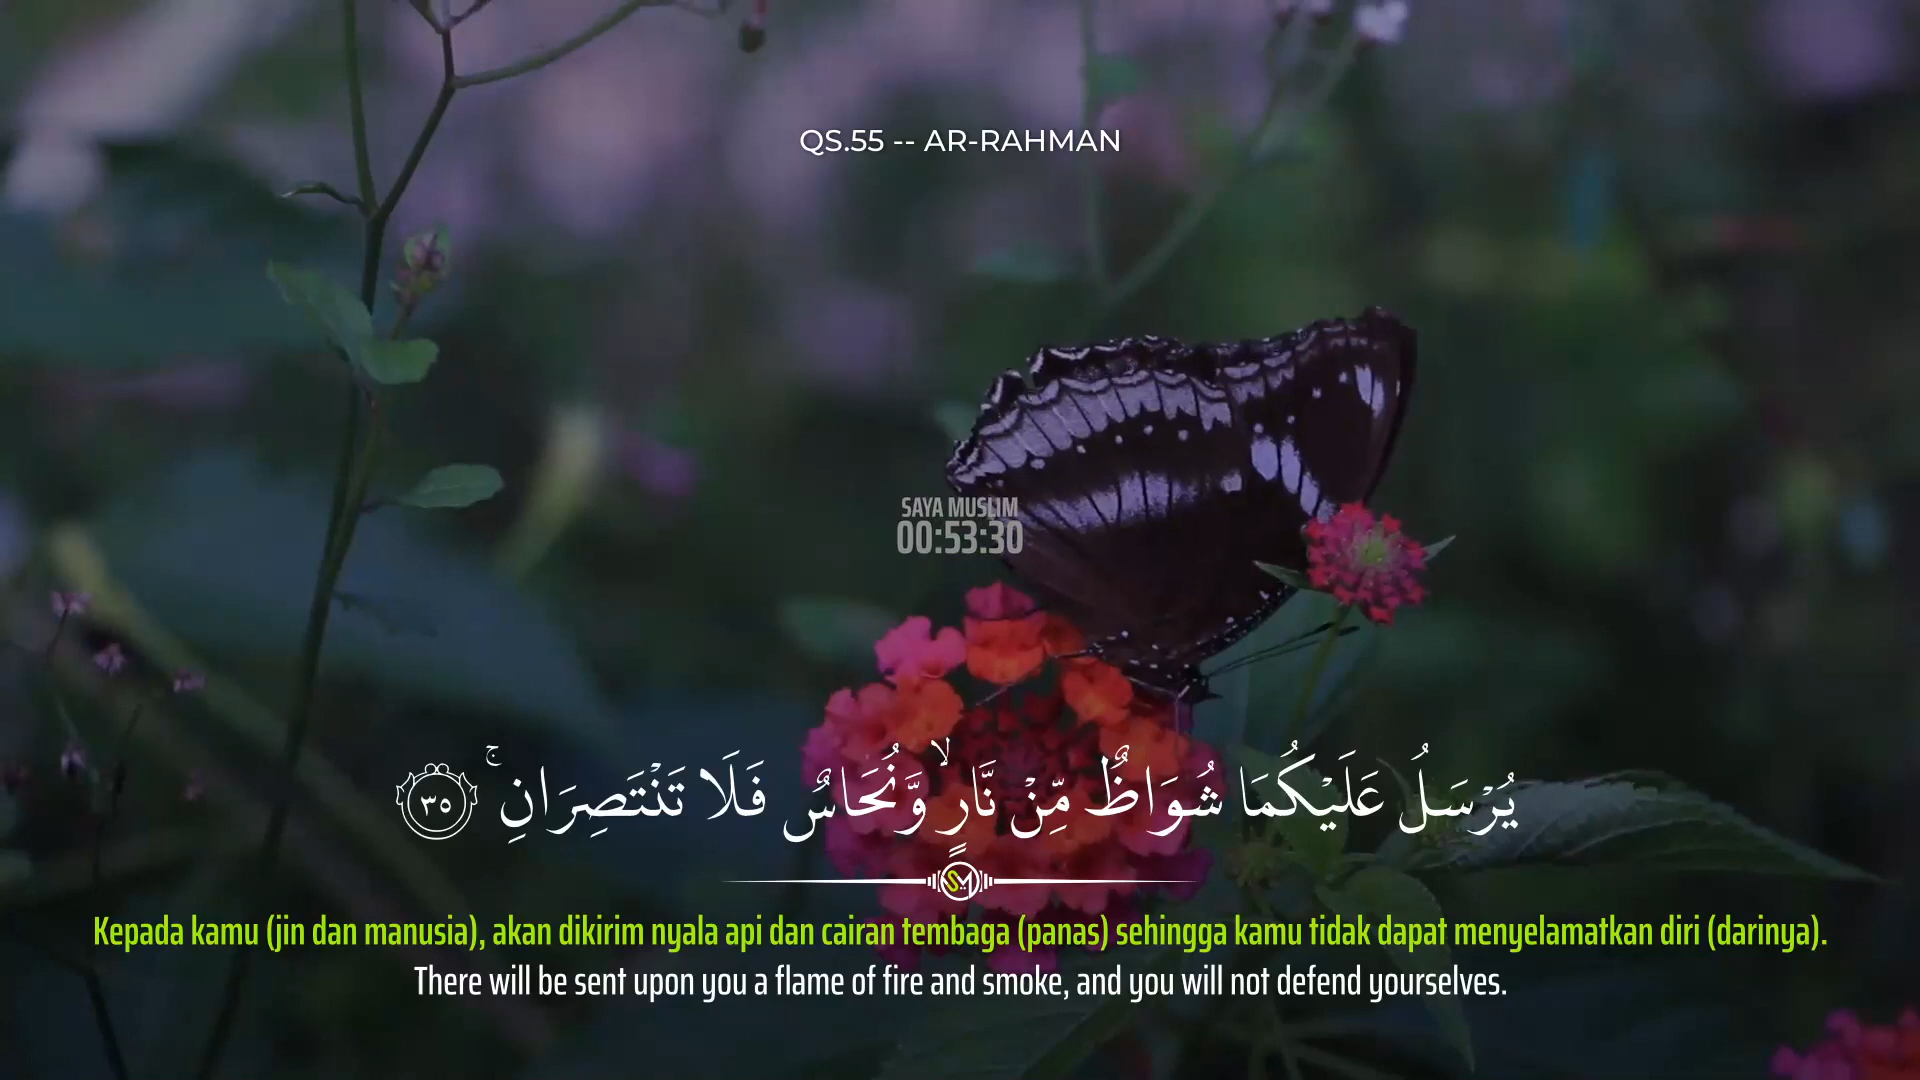 QS.55 -- AR-RAHMAN
SAYA MUSLIM
00:53:30
يُرْسَلُ عَلَيْكُمَا شُوَاظٌ مِّنْ نَّارٍۙ وَّنُحَاسٌ فَلَا تَنْتَصِرَانِۚ ٣٥
SM
Kepada kamu (jin dan manusia), akan dikirim nyala api dan cairan tembaga (panas) sehingga kamu tidak dapat menyelamatkan diri (darinya).
There will be sent upon you a flame of fire and smoke, and you will not defend yourselves.